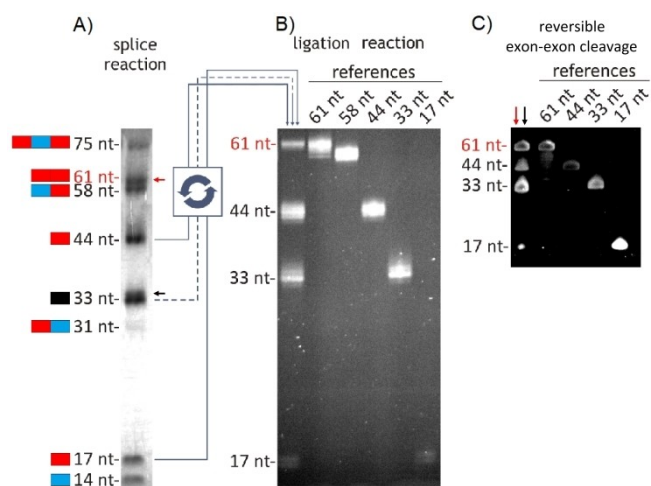 A)
splice
reaction
75 nt-
61 nt-
58 nt-
44 nt-
33 nt-
31 nt-
17 nt-
14 nt-
B)
ligation reaction
references
61 nt
58 nt
44 nt
33 nt
17 nt
61 nt-
44 nt-
33 nt-
17 nt-
C)
reversible
exon-exon cleavage
references
61 nt
44 nt
33 nt
17 nt
61 nt-
44 nt-
33 nt-
17 nt-